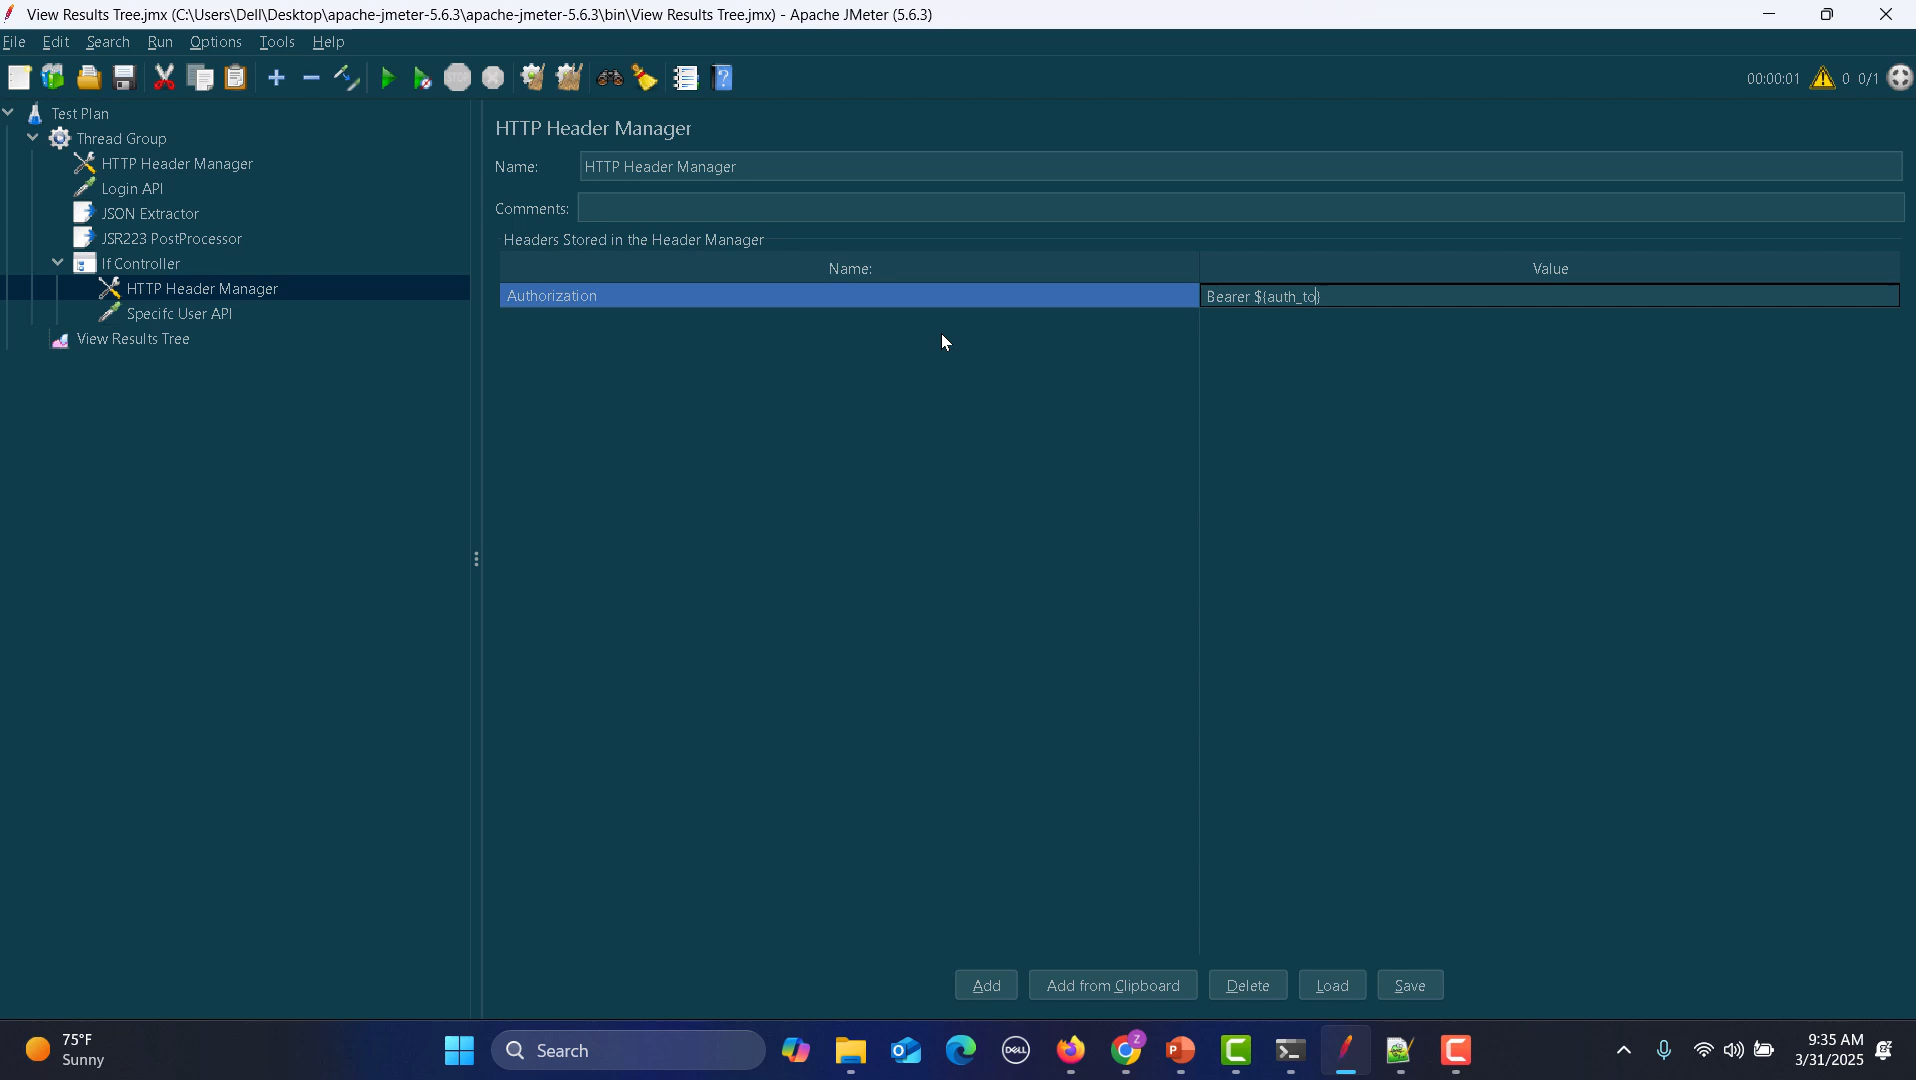 View Results Tree.jmx (C:\Users\Dell\Desktop\apache-jmeter-5.6.3\apache-jmeter-5.6.3\bin\View Results Tree.jmx) - Apache JMeter (5.6.3)
File Edit Search Run Options Tools Help
STOP
00:00:01 0 0/1
Test Plan
Thread Group
HTTP Header Manager
Login API
JSON Extractor
JSR223 PostProcessor
If Controller
HTTP Header Manager
Specifc User API
View Results Tree
HTTP Header Manager
Name: HTTP Header Manager
Comments:
Headers Stored in the Header Manager
Name: Value
Authorization Bearer ${auth_to}
Add Add from Clipboard Delete Load Save
75°F
Sunny
Search
DELL
Z
9:35 AM
3/31/2025